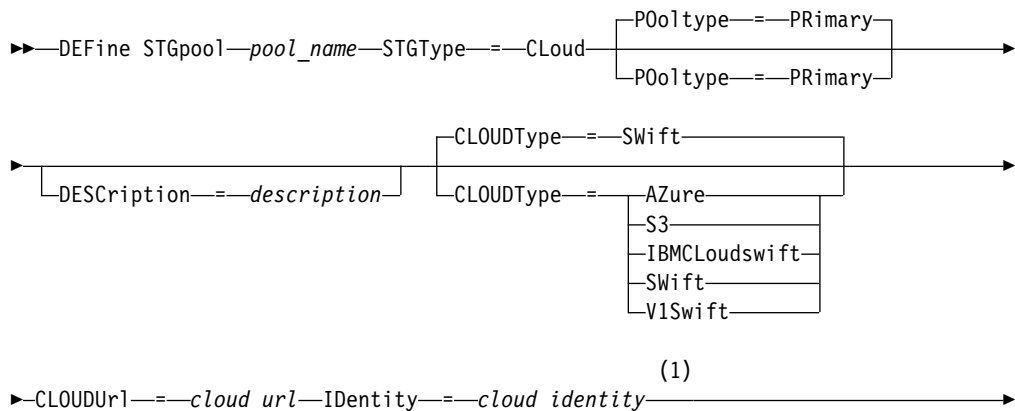 POoltype = PRimary
DEFine STGpool pool_name STGType = CLoud
POoltype = PRimary
CLOUDType = SWift
DESCription = description
CLOUDType = AZure
S3
IBMCLoudswift
SWift
V1Swift
(1)
CLOUDUrl = cloud url IDentity = cloud identity